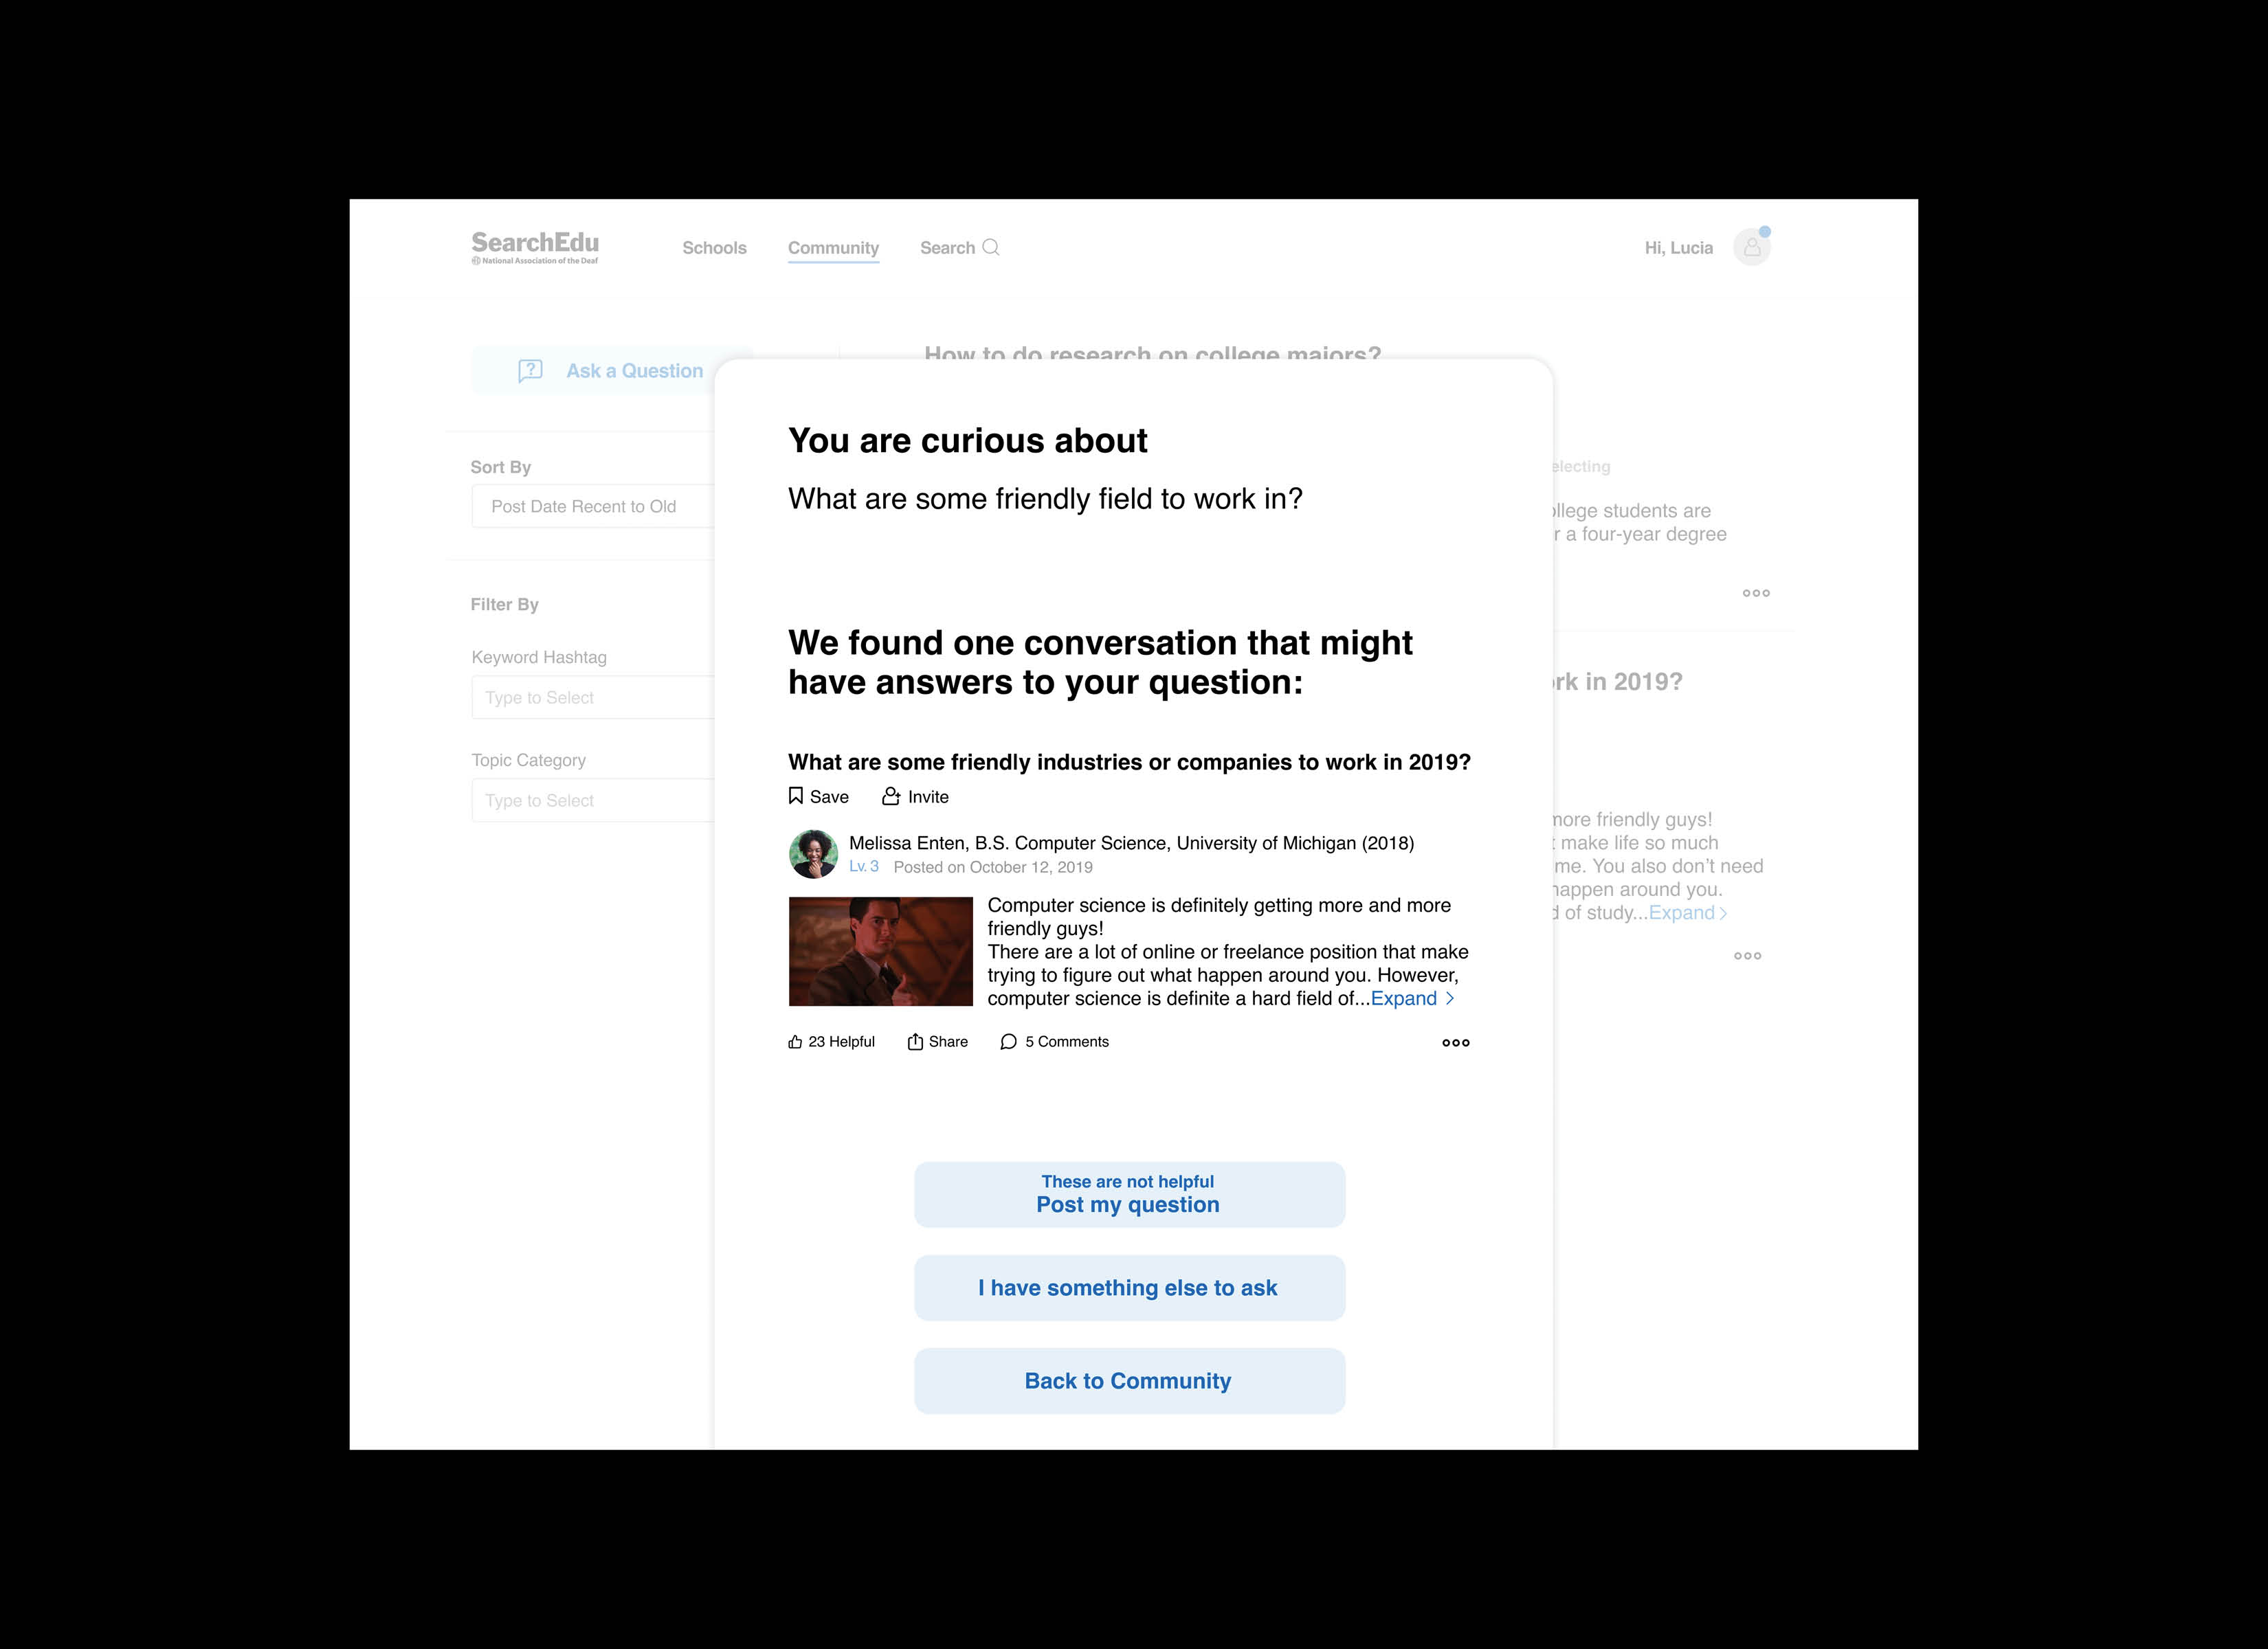 SearchEdu
National Association of the Deaf
Schools
Community
Search
Hi, Lucia
Ask a Question
Sort By
Post Date Recent to Old
Filter By
Keyword Hashtag
Type to Select
Topic Category
Type to Select
How to do research on college majors?
You are curious about
What are some friendly field to work in?
We found one conversation that might
have answers to your question:
What are some friendly industries or companies to work in 2019?
Save
Invite
Melissa Enten, B.S. Computer Science, University of Michigan (2018)
Lv. 3 Posted on October 12, 2019
Computer science is definitely getting more and more
friendly guys!
There are a lot of online or freelance position that make
trying to figure out what happen around you. However,
computer science is definite a hard field of...Expand >
23 Helpful
Share
5 Comments
These are not helpful
Post my question
I have something else to ask
Back to Community
students are
a four-year degree
in 2019?
friendly guys!
make life so much
me. You also don’t need
around you.
of study...Expand >